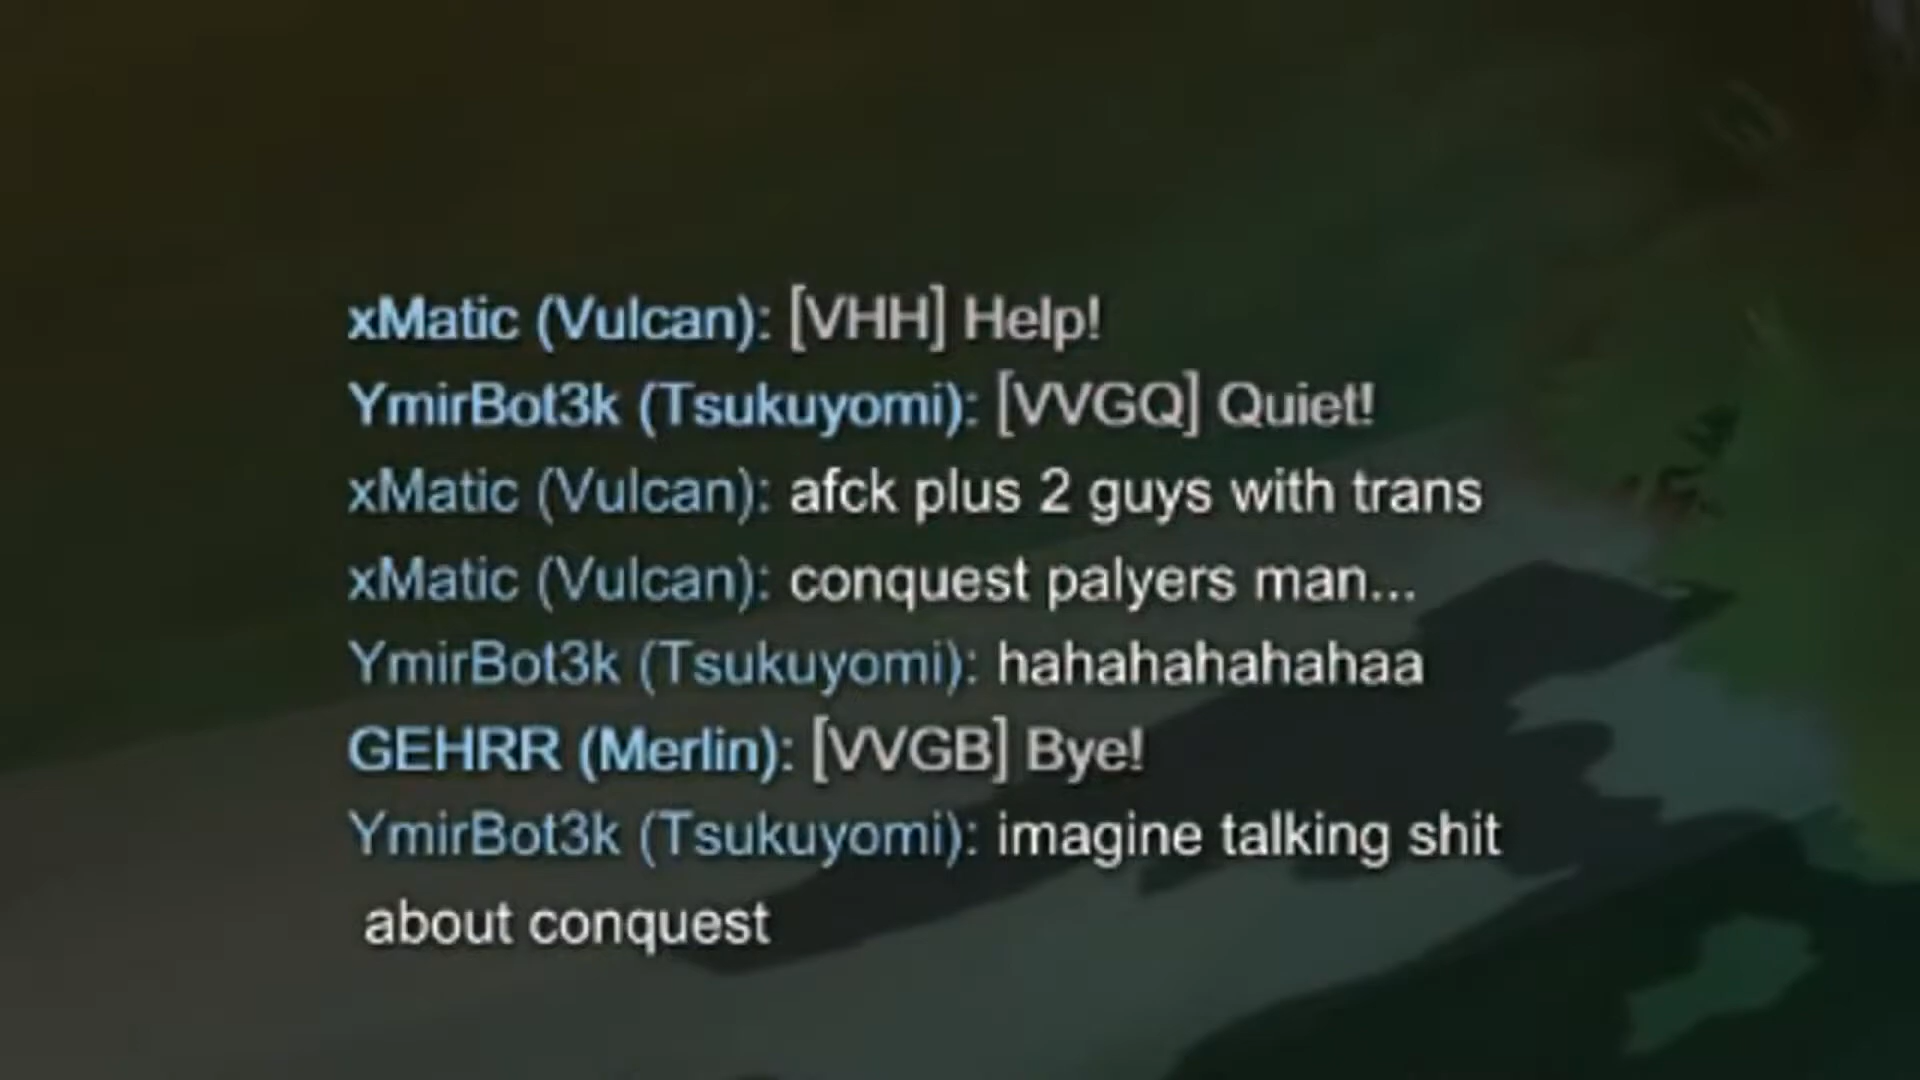 xMatic (Vulcan): [VHH] Help!
YmirBot3k (Tsukuyomi): [VVGQ] Quiet!
xMatic (Vulcan): afck plus 2 guys with trans
xMatic (Vulcan): conquest palyers man...
YmirBot3k (Tsukuyomi): hahahahahahaa
GEHRR (Merlin): [VVGB] Bye!
YmirBot3k (Tsukuyomi): imagine talking shit
about conquest